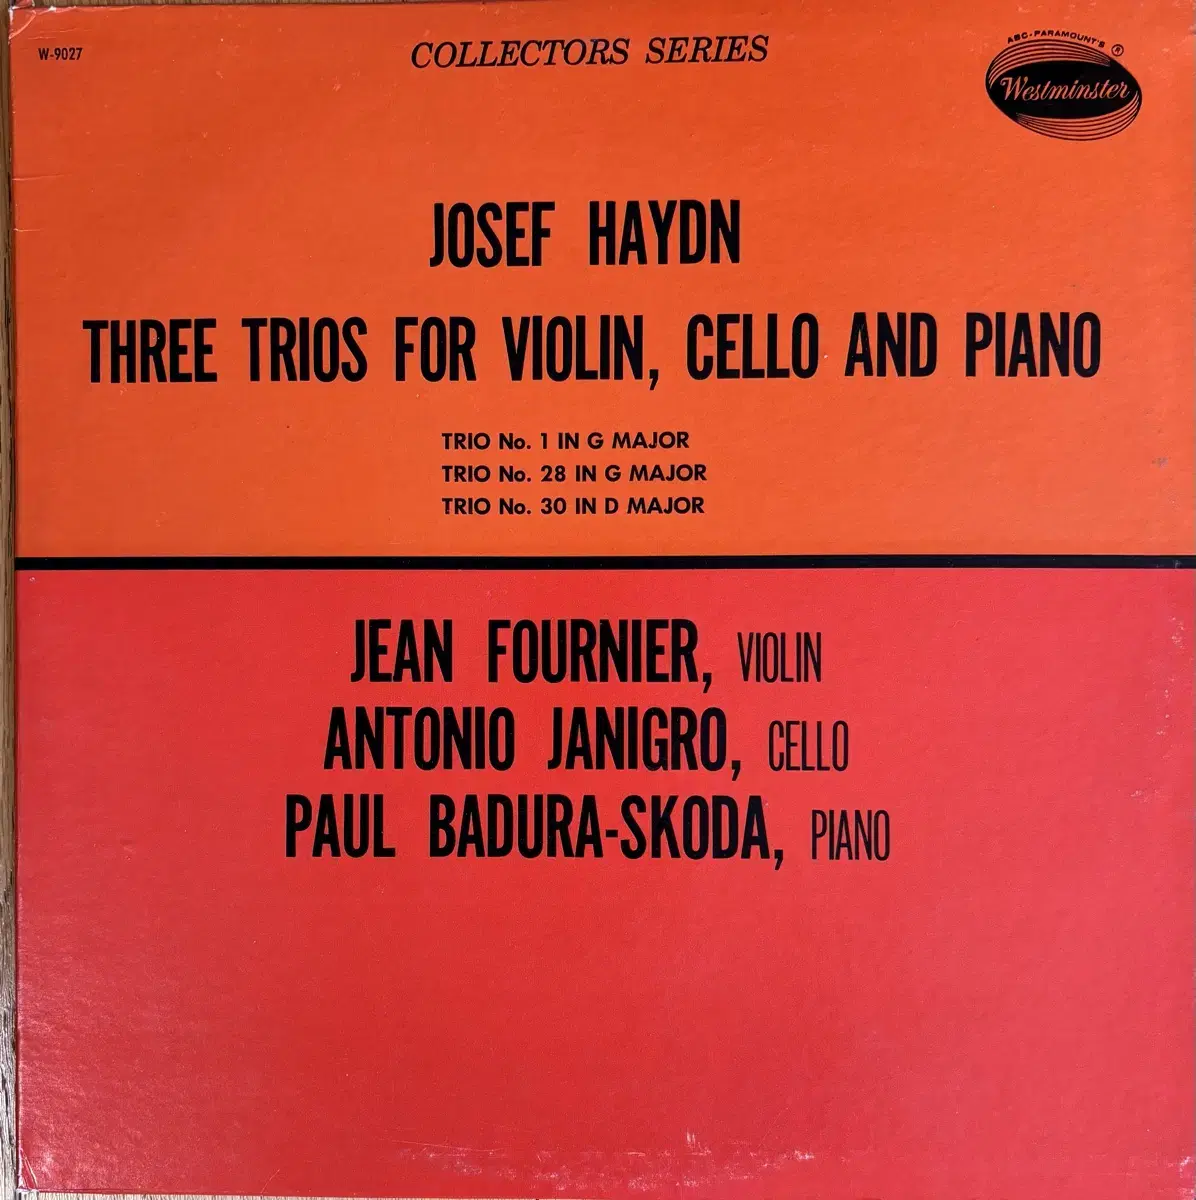 W-9027
COLLECTORS SERIES
ABC-PARAMOUNT'S ®
Westminster
JOSEF HAYDN
THREE TRIOS FOR VIOLIN, CELLO AND PIANO
TRIO No. 1 IN G MAJOR
TRIO No. 28 IN G MAJOR
TRIO No. 30 IN D MAJOR
JEAN FOURNIER, VIOLIN
ANTONIO JANIGRO, CELLO
PAUL BADURA-SKODA, PIANO